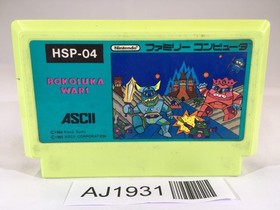 HSP-04
Nintendo
ファミリー コンピュータ
BOKOSUKA
WARS
ASCII
AJ1931